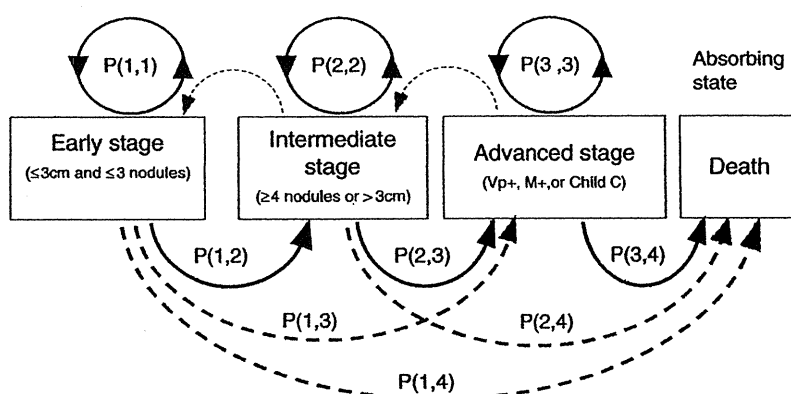 P(1,1)
P(2,2)
P(3 ,3)
Absorbing
state
Early stage
(≤3cm and ≤3 nodules)
Intermediate
stage
(≥4 nodules or > 3cm)
Advanced stage
(Vp+, M+,or Child C)
Death
P(1,2)
P(2,3)
P(3,4)
P(1,3)
P(2,4)
P(1,4)